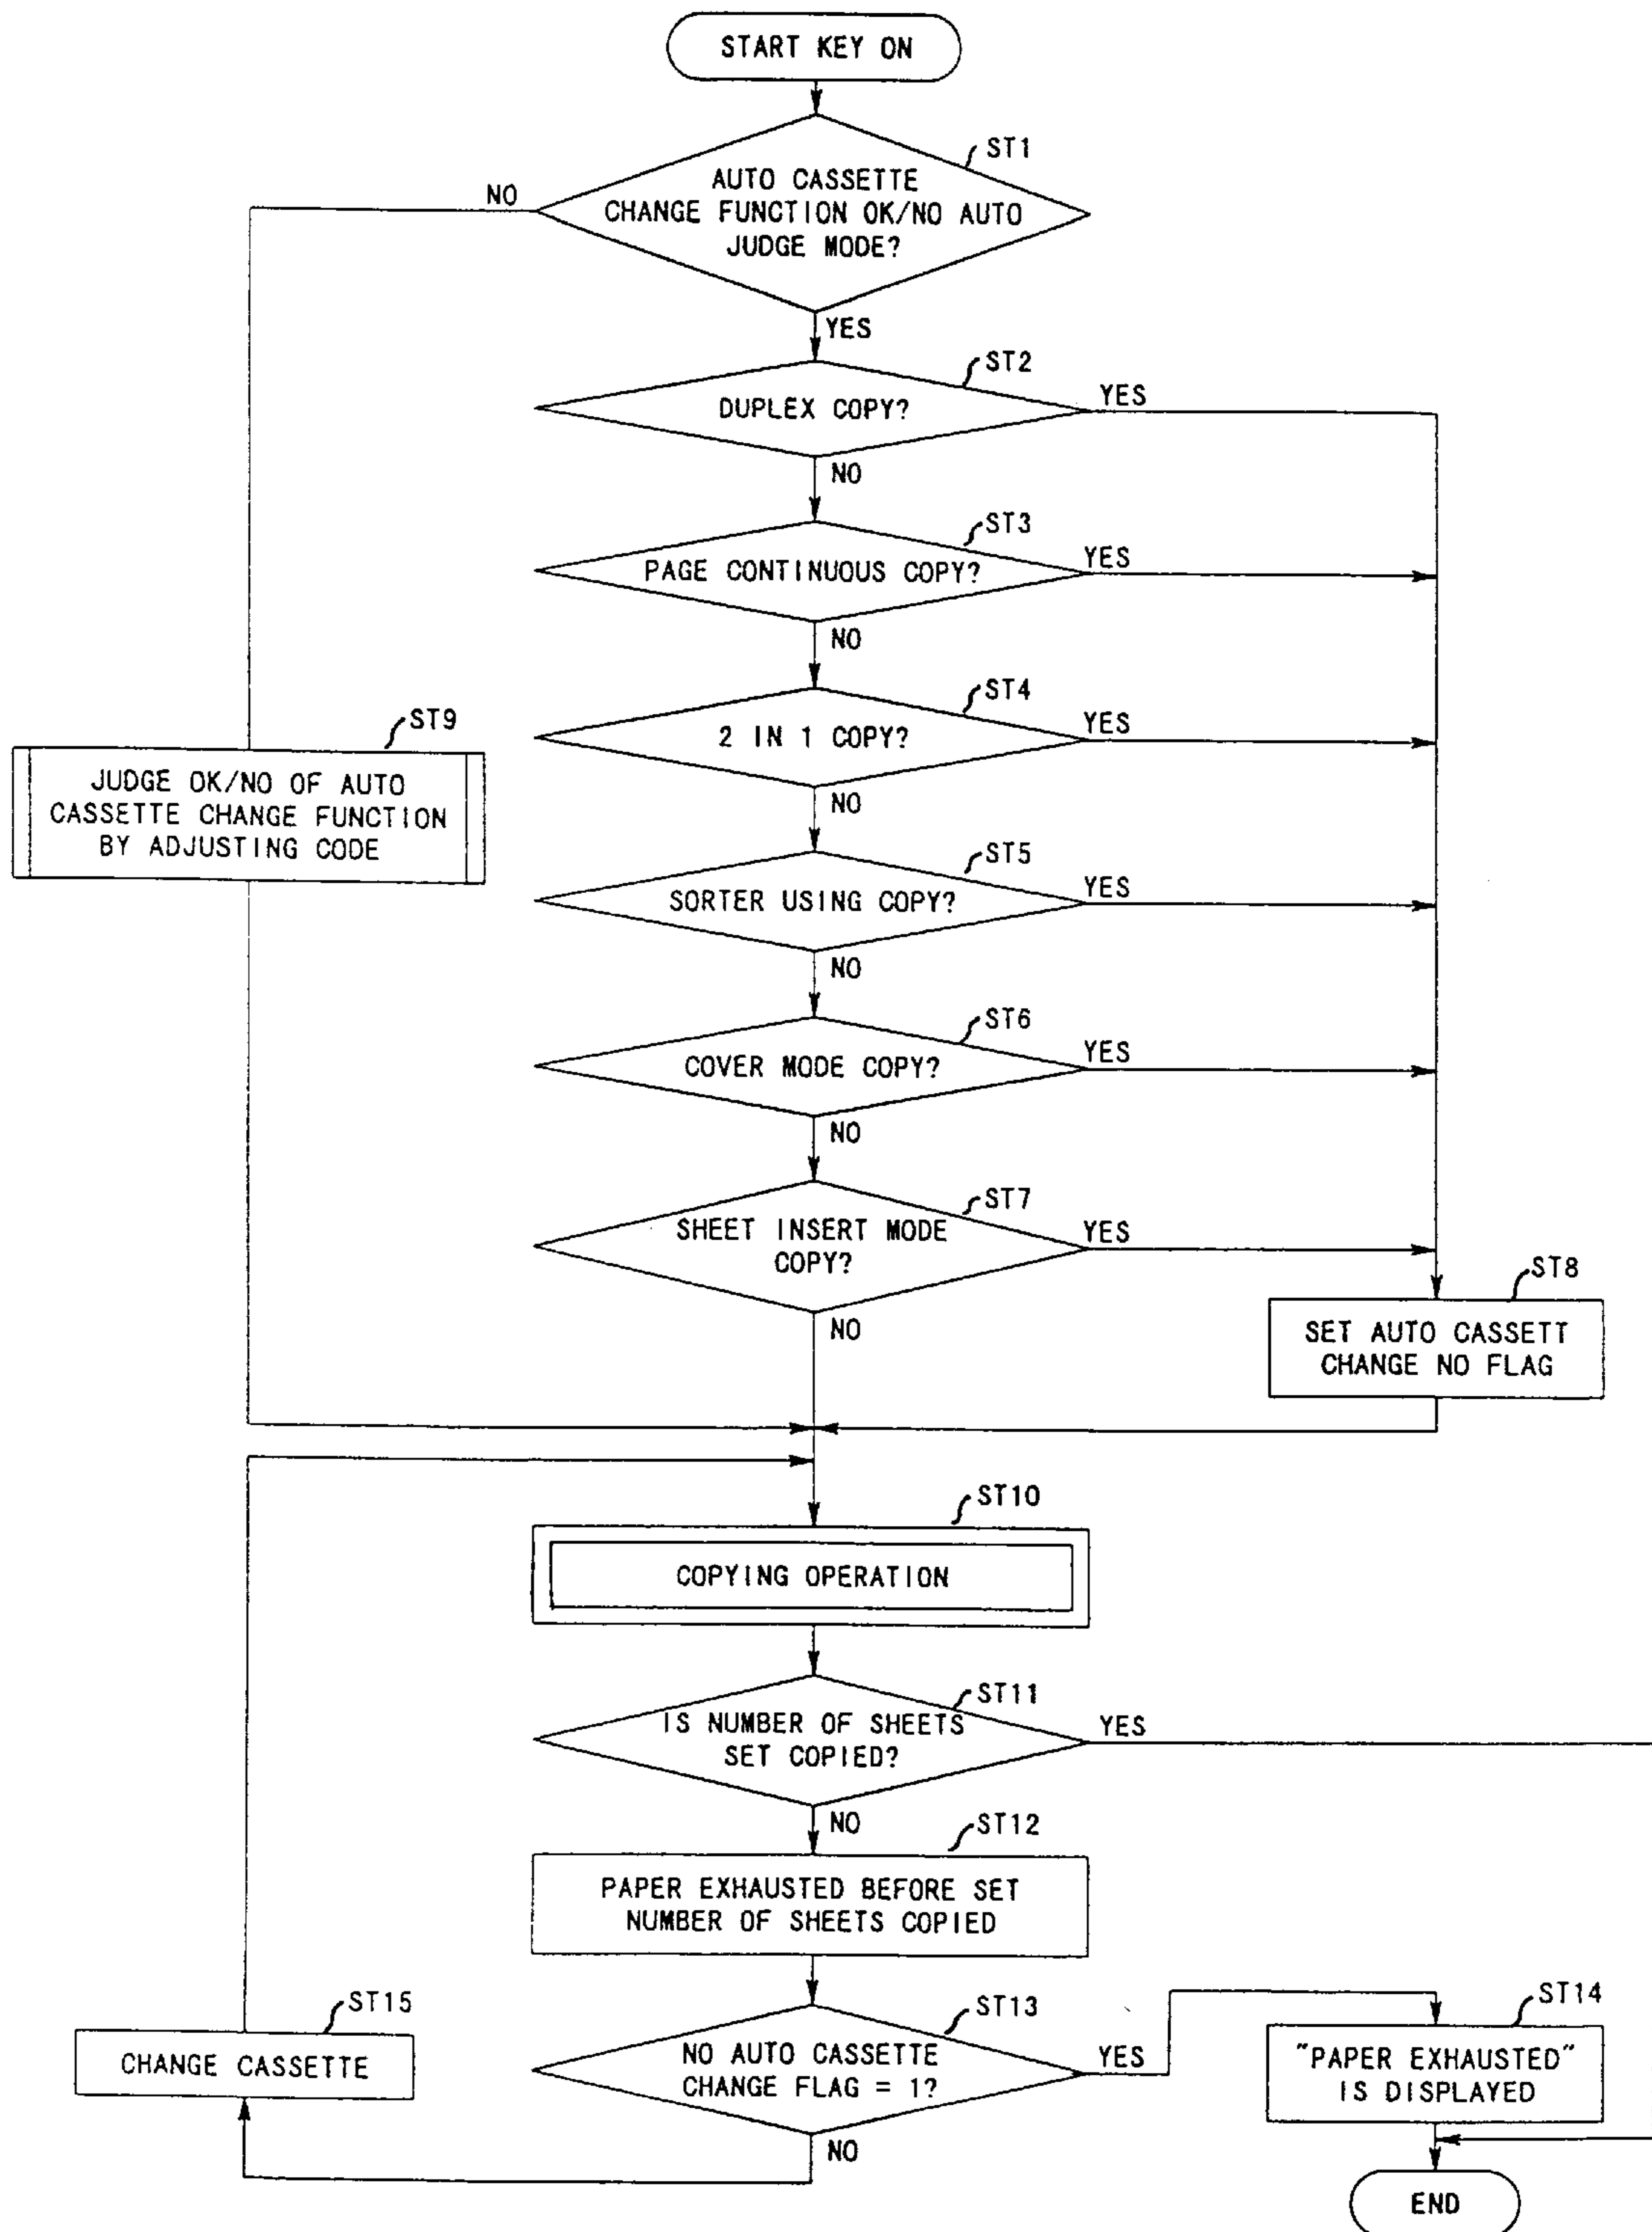 START KEY ON
ST1
AUTO CASSETTE
CHANGE FUNCTION OK/NO AUTO
JUDGE MODE?
NO
YES
ST2
DUPLEX COPY?
YES
NO
ST3
PAGE CONTINUOUS COPY?
YES
NO
ST4
2 IN 1 COPY?
YES
NO
ST9
JUDGE OK/NO OF AUTO
CASSETTE CHANGE FUNCTION
BY ADJUSTING CODE
ST5
SORTER USING COPY?
YES
NO
ST6
COVER MODE COPY?
YES
NO
ST7
SHEET INSERT MODE
COPY?
YES
NO
ST8
SET AUTO CASSETT
CHANGE NO FLAG
ST10
COPYING OPERATION
ST11
IS NUMBER OF SHEETS
SET COPIED?
YES
NO
ST12
PAPER EXHAUSTED BEFORE SET
NUMBER OF SHEETS COPIED
ST13
NO AUTO CASSETTE
CHANGE FLAG = 1?
YES
NO
ST14
"PAPER EXHAUSTED"
IS DISPLAYED
ST15
CHANGE CASSETTE
END